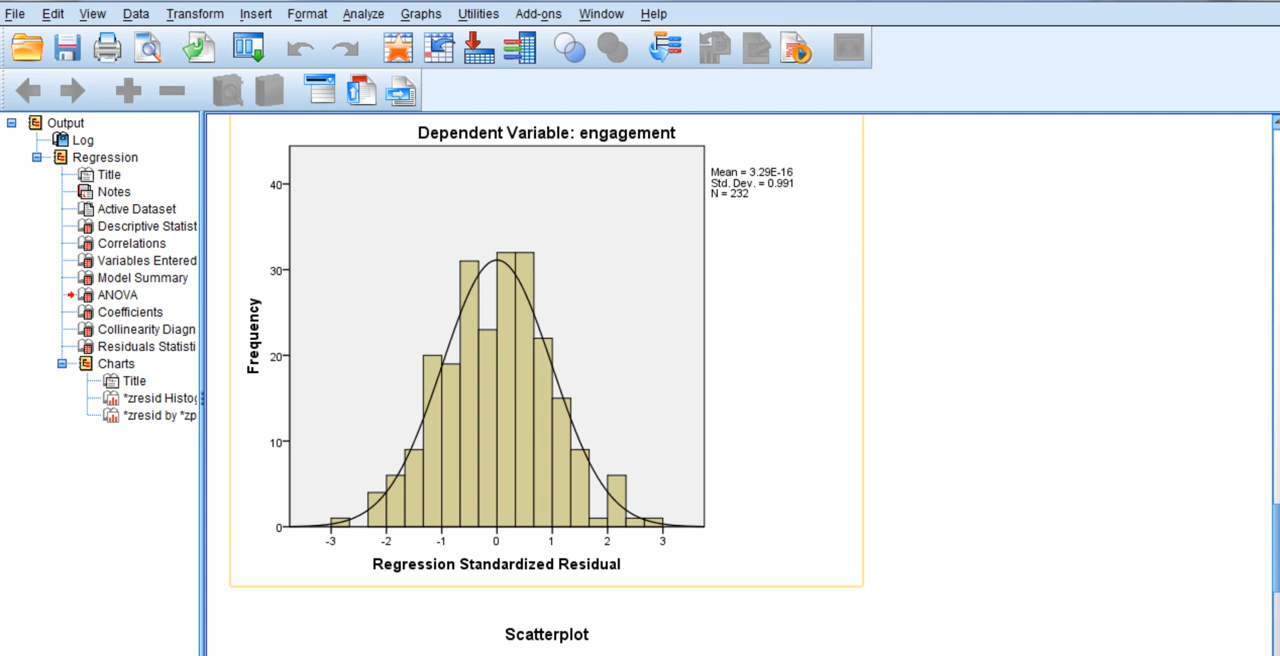 File Edit View Data Transform Insert Format Analyze Graphs Utilities Add-ons Window Help
Output
Log
Regression
Title
Notes
Active Dataset
Descriptive Statist
Correlations
Variables Entered
Model Summary
ANOVA
Coefficients
Collinearity Diagn
Residuals Statisti
Charts
Title
*zresid Histog
*zresid by *zp
Dependent Variable: engagement
Mean = 3.29E-16
Std. Dev. = 0.991
N = 232
Frequency
40
30
20
10
0
-3 -2 -1 0 1 2 3
Regression Standardized Residual
Scatterplot